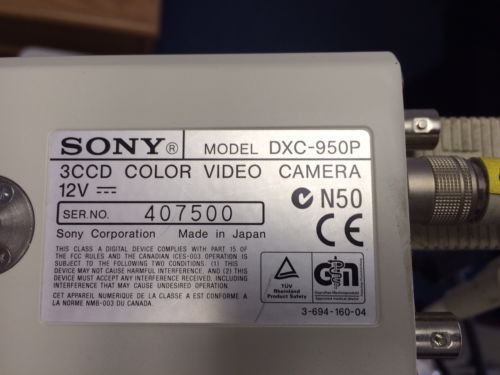 SONY® MODEL DXC-950P
3CCD COLOR VIDEO CAMERA
12V
N50
SER.NO. 407500
CE
Sony Corporation Made in Japan
THIS CLASS A DIGITAL DEVICE COMPLIES WITH PART 15 OF
THE FCC RULES AND THE CANADIAN ICES-003 OPERATION IS
SUBJECT TO THE FOLLOWING TWO CONDITIONS: (1) THIS
DEVICE MAY NOT CAUSE HARMFUL INTERFERENCE, AND (2) THIS
DEVICE MUST ACCEPT ANY INTERFERENCE RECEIVED, INCLUDING
INTERFERENCE THAT MAY CAUSE UNDESIRED OPERATION.
CET APPAREIL NUMERIQUE DE LA CLASSE A EST CONFORME A
LA NORME NMB-003 DU CANADA.
TÜV
Rheinland
Product Safety
3-694-160-04